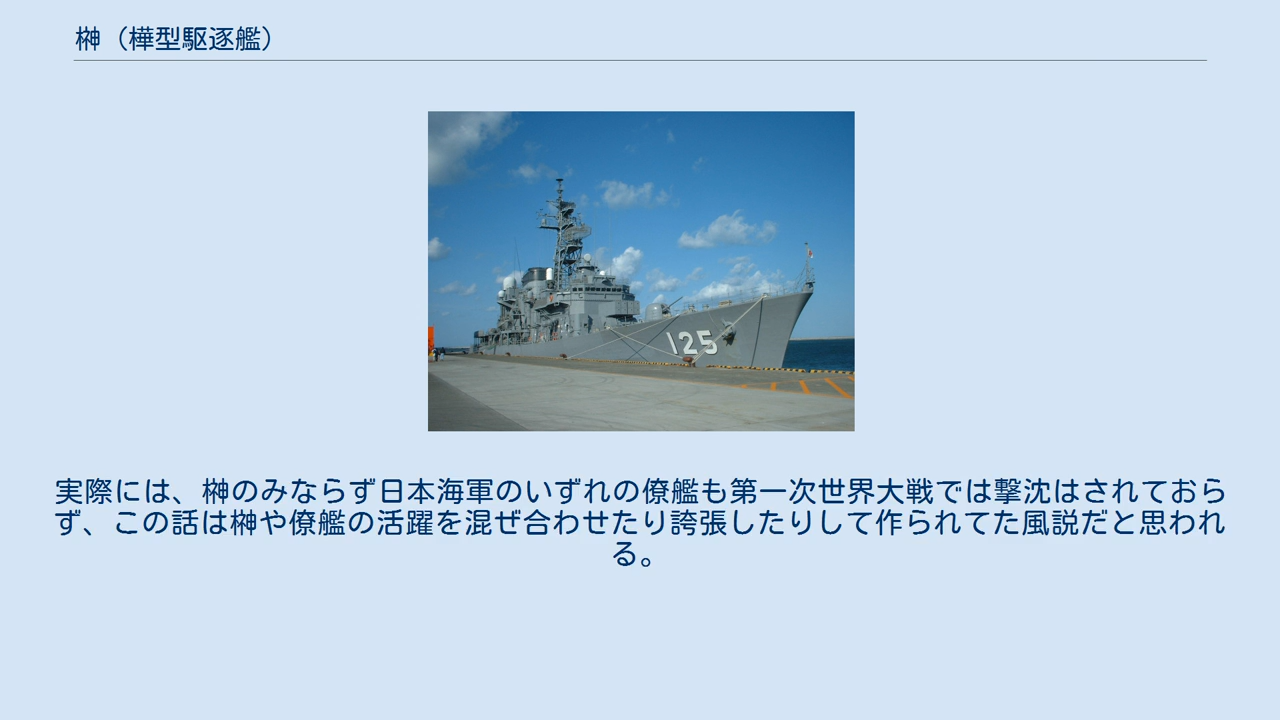 榊（樺型駆逐艦）
125
実際には、榊のみならず日本海軍のいずれの僚艦も第一次世界大戦では撃沈はされておら
ず、この話は榊や僚艦の活躍を混ぜ合わせたり誇張したりして作られてた風説だと思われ
る。